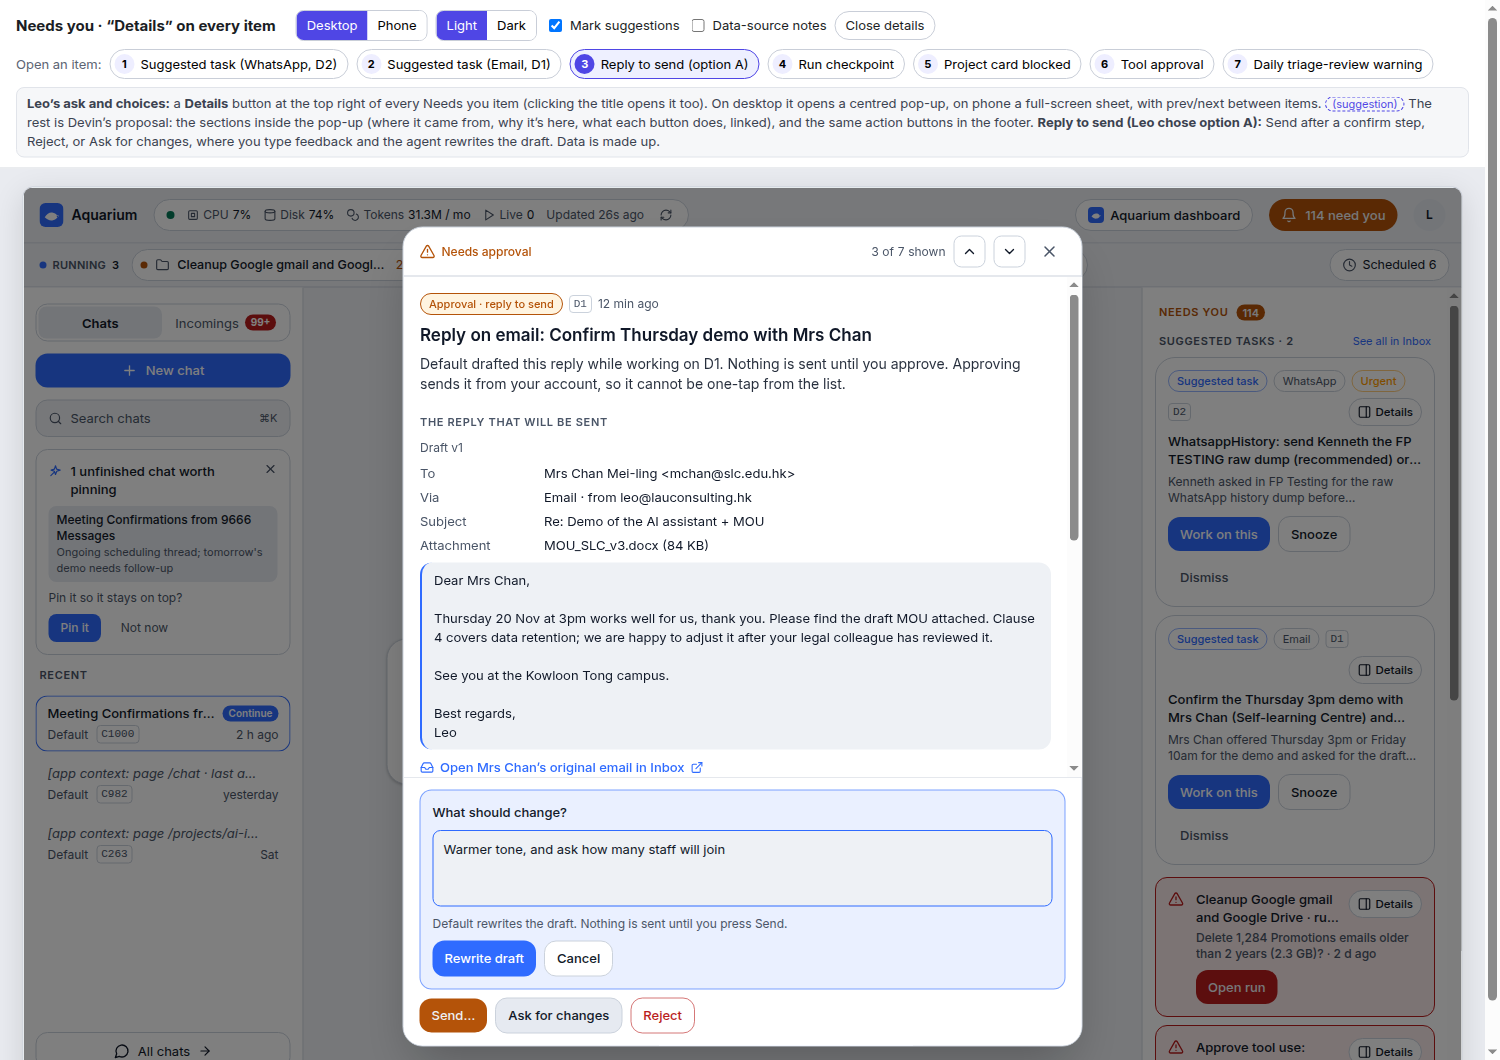 Needs you · “Details” on every item
Desktop Phone Light Dark Mark suggestions Data-source notes Close details
Open an item: 1 Suggested task (WhatsApp, D2) 2 Suggested task (Email, D1) 3 Reply to send (option A) 4 Run checkpoint 5 Project card blocked 6 Tool approval 7 Daily triage-review warning
Leo’s ask and choices: a Details button at the top right of every Needs you item (clicking the title opens it too). On desktop it opens a centred pop-up, on phone a full-screen sheet, with prev/next between items. (suggestion) The
rest is Devin’s proposal: the sections inside the pop-up (where it came from, why it’s here, what each button does, linked), and the same action buttons in the footer. Reply to send (Leo chose option A): Send after a confirm step,
Reject, or Ask for changes, where you type feedback and the agent rewrites the draft. Data is made up.
Aquarium CPU 7% Disk 74% Tokens 31.3M / mo Live 0 Updated 26s ago Aquarium dashboard 114 need you L
RUNNING 3 Cleanup Google gmail and Googl... 2 Scheduled 6
Chats Incomings 99+
New chat
Search chats ⌘K
1 unfinished chat worth
pinning
Meeting Confirmations from 9666
Messages
Ongoing scheduling thread; tomorrow's
demo needs follow-up
Pin it so it stays on top?
Pin it Not now
RECENT
Meeting Confirmations fr... Continue
Default C1000 2 h ago
[app context: page /chat · last a...
Default C982 yesterday
[app context: page /projects/ai-i...
Default C263 Sat
All chats
Needs approval 3 of 7 shown
Approval · reply to send D1 12 min ago
Reply on email: Confirm Thursday demo with Mrs Chan
Default drafted this reply while working on D1. Nothing is sent until you approve. Approving
sends it from your account, so it cannot be one-tap from the list.
THE REPLY THAT WILL BE SENT
Draft v1
To Mrs Chan Mei-ling <mchan@slc.edu.hk>
Via Email · from leo@lauconsulting.hk
Subject Re: Demo of the AI assistant + MOU
Attachment MOU_SLC_v3.docx (84 KB)
Dear Mrs Chan,
Thursday 20 Nov at 3pm works well for us, thank you. Please find the draft MOU attached. Clause
4 covers data retention; we are happy to adjust it after your legal colleague has reviewed it.
See you at the Kowloon Tong campus.
Best regards,
Leo
Open Mrs Chan’s original email in Inbox
What should change?
Warmer tone, and ask how many staff will join
Default rewrites the draft. Nothing is sent until you press Send.
Rewrite draft Cancel
Send... Ask for changes Reject
NEEDS YOU 114
SUGGESTED TASKS · 2 See all in Inbox
Suggested task WhatsApp Urgent
D2 Details
WhatsappHistory: send Kenneth the FP
TESTING raw dump (recommended) or...
Kenneth asked in FP Testing for the raw
WhatsApp history dump before...
Work on this Snooze
Dismiss
Suggested task Email D1
Details
Confirm the Thursday 3pm demo with
Mrs Chan (Self-learning Centre) and...
Mrs Chan offered Thursday 3pm or Friday
10am for the demo and asked for the draft...
Work on this Snooze
Dismiss
Cleanup Google gmail Details
and Google Drive · ru...
Delete 1,284 Promotions emails older
than 2 years (2.3 GB)? · 2 d ago
Open run
Approve tool use: Details